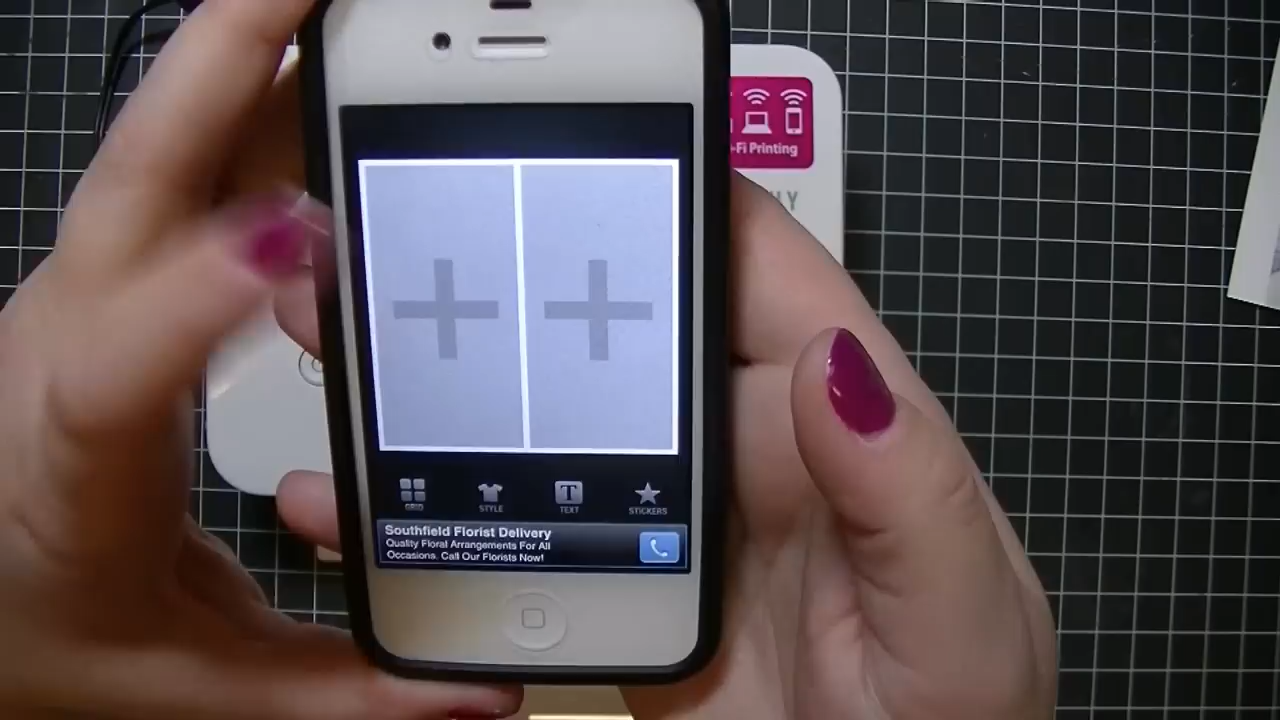 -Fi Printing
GRID
STYLE
TEXT
STICKERS
Southfield Florist Delivery
Quality Floral Arrangements For All
Occasions. Call Our Florists Now!